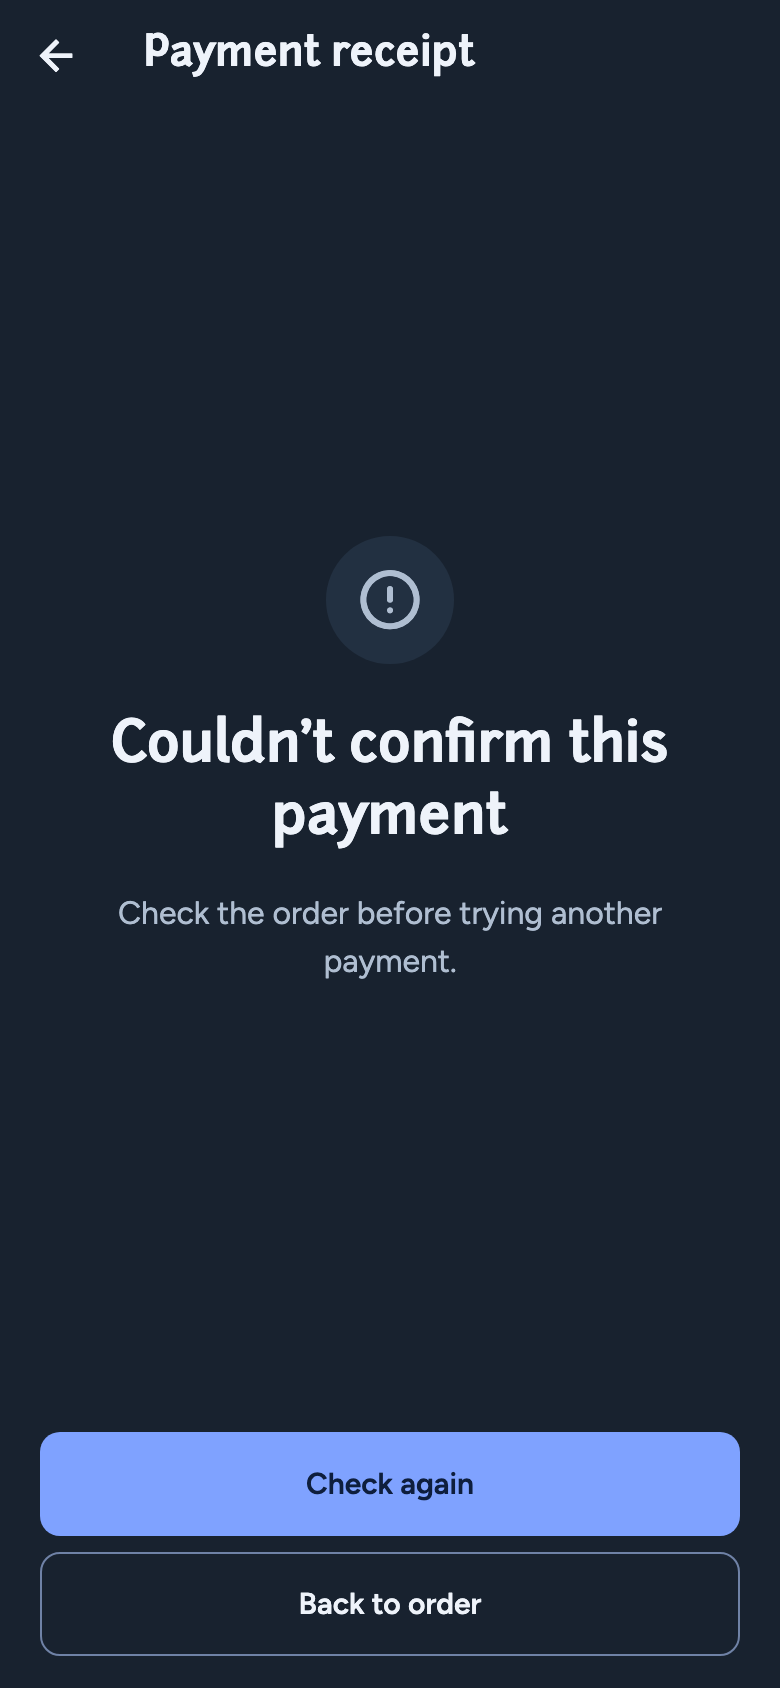 Payment receipt
Couldn’t confirm this
payment
Check the order before trying another
payment.
Check again
Back to order